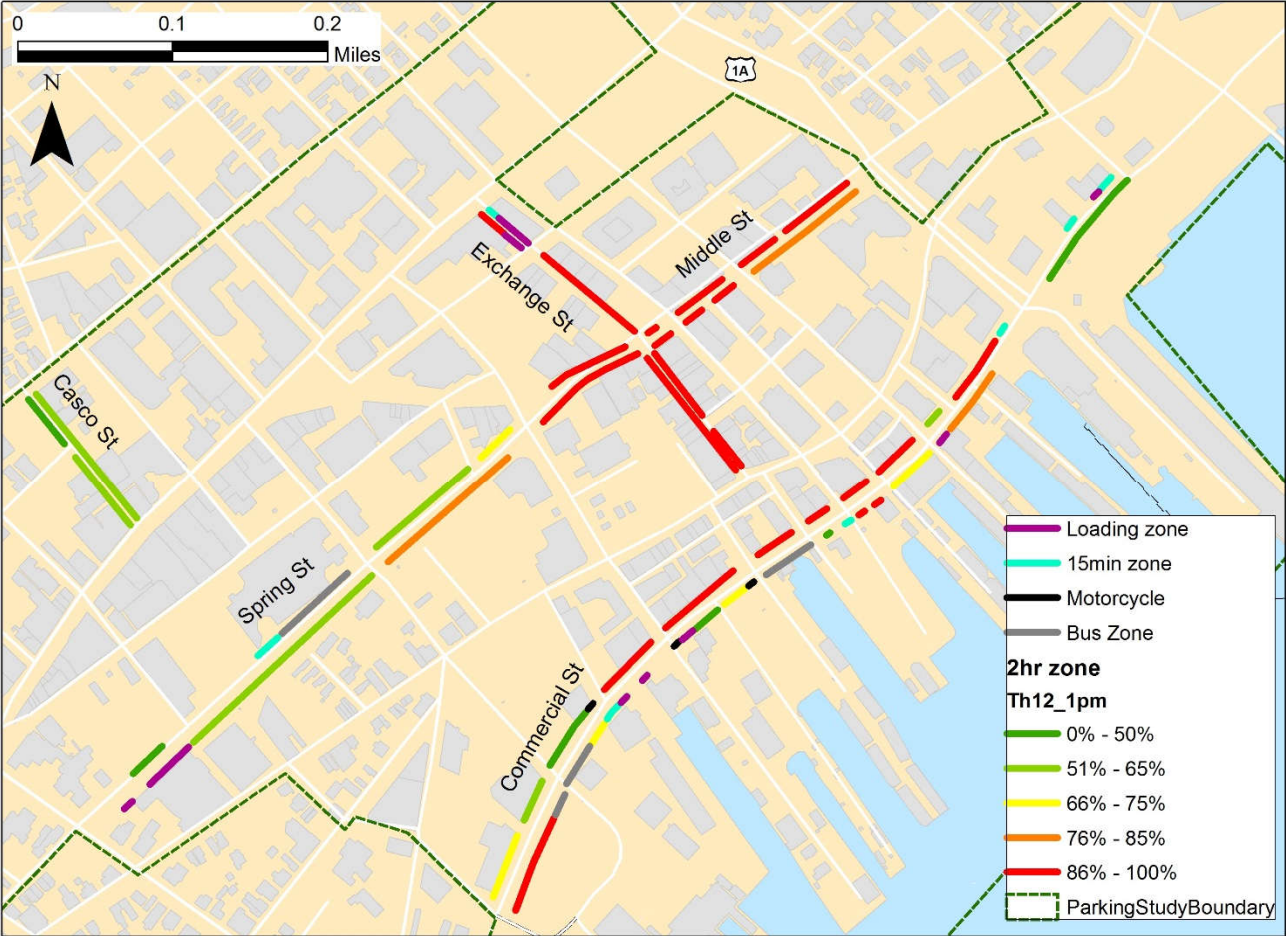 0 0.1 0.2
Miles
N
1A
Middle St
Exchange St
Casco St
Spring St
Commercial St
Loading zone
15min zone
Motorcycle
Bus Zone
2hr zone
Th12_1pm
0% - 50%
51% - 65%
66% - 75%
76% - 85%
86% - 100%
ParkingStudyBoundary